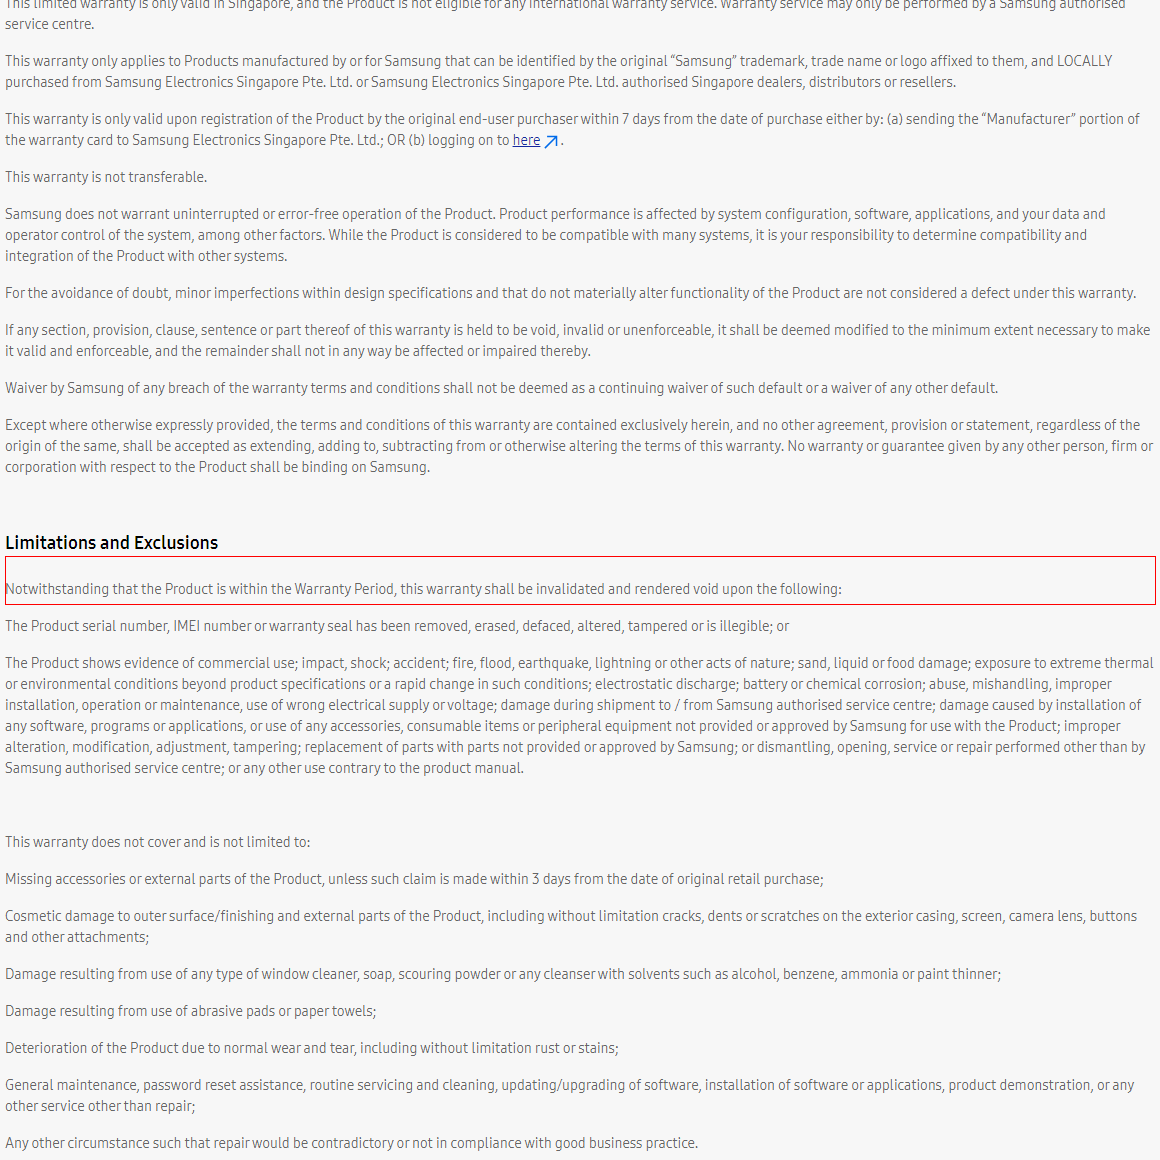 This limited warranty is only valid in Singapore, and the Product is not eligible for any international warranty service. Warranty service may only be performed by a Samsung authorised
service centre.
This warranty only applies to Products manufactured by or for Samsung that can be identified by the original “Samsung” trademark, trade name or logo affixed to them, and LOCALLY
purchased from Samsung Electronics Singapore Pte. Ltd. or Samsung Electronics Singapore Pte. Ltd. authorised Singapore dealers, distributors or resellers.
This warranty is only valid upon registration of the Product by the original end-user purchaser within 7 days from the date of purchase either by: (a) sending the “Manufacturer” portion of
the warranty card to Samsung Electronics Singapore Pte. Ltd.; OR (b) logging on to here.
This warranty is not transferable.
Samsung does not warrant uninterrupted or error-free operation of the Product. Product performance is affected by system configuration, software, applications, and your data and
operator control of the system, among other factors. While the Product is considered to be compatible with many systems, it is your responsibility to determine compatibility and
integration of the Product with other systems.
For the avoidance of doubt, minor imperfections within design specifications and that do not materially alter functionality of the Product are not considered a defect under this warranty.
If any section, provision, clause, sentence or part thereof of this warranty is held to be void, invalid or unenforceable, it shall be deemed modified to the minimum extent necessary to make
it valid and enforceable, and the remainder shall not in any way be affected or impaired thereby.
Waiver by Samsung of any breach of the warranty terms and conditions shall not be deemed as a continuing waiver of such default or a waiver of any other default.
Except where otherwise expressly provided, the terms and conditions of this warranty are contained exclusively herein, and no other agreement, provision or statement, regardless of the
origin of the same, shall be accepted as extending, adding to, subtracting from or otherwise altering the terms of this warranty. No warranty or guarantee given by any other person, firm or
corporation with respect to the Product shall be binding on Samsung.
Limitations and Exclusions
Notwithstanding that the Product is within the Warranty Period, this warranty shall be invalidated and rendered void upon the following:
The Product serial number, IMEI number or warranty seal has been removed, erased, defaced, altered, tampered or is illegible; or
The Product shows evidence of commercial use; impact, shock; accident; fire, flood, earthquake, lightning or other acts of nature; sand, liquid or food damage; exposure to extreme thermal
or environmental conditions beyond product specifications or a rapid change in such conditions; electrostatic discharge; battery or chemical corrosion; abuse, mishandling, improper
installation, operation or maintenance, use of wrong electrical supply or voltage; damage during shipment to / from Samsung authorised service centre; damage caused by installation of
any software, programs or applications, or use of any accessories, consumable items or peripheral equipment not provided or approved by Samsung for use with the Product; improper
alteration, modification, adjustment, tampering; replacement of parts with parts not provided or approved by Samsung; or dismantling, opening, service or repair performed other than by
Samsung authorised service centre; or any other use contrary to the product manual.
This warranty does not cover and is not limited to:
Missing accessories or external parts of the Product, unless such claim is made within 3 days from the date of original retail purchase;
Cosmetic damage to outer surface/finishing and external parts of the Product, including without limitation cracks, dents or scratches on the exterior casing, screen, camera lens, buttons
and other attachments;
Damage resulting from use of any type of window cleaner, soap, scouring powder or any cleanser with solvents such as alcohol, benzene, ammonia or paint thinner;
Damage resulting from use of abrasive pads or paper towels;
Deterioration of the Product due to normal wear and tear, including without limitation rust or stains;
General maintenance, password reset assistance, routine servicing and cleaning, updating/upgrading of software, installation of software or applications, product demonstration, or any
other service other than repair;
Any other circumstance such that repair would be contradictory or not in compliance with good business practice.